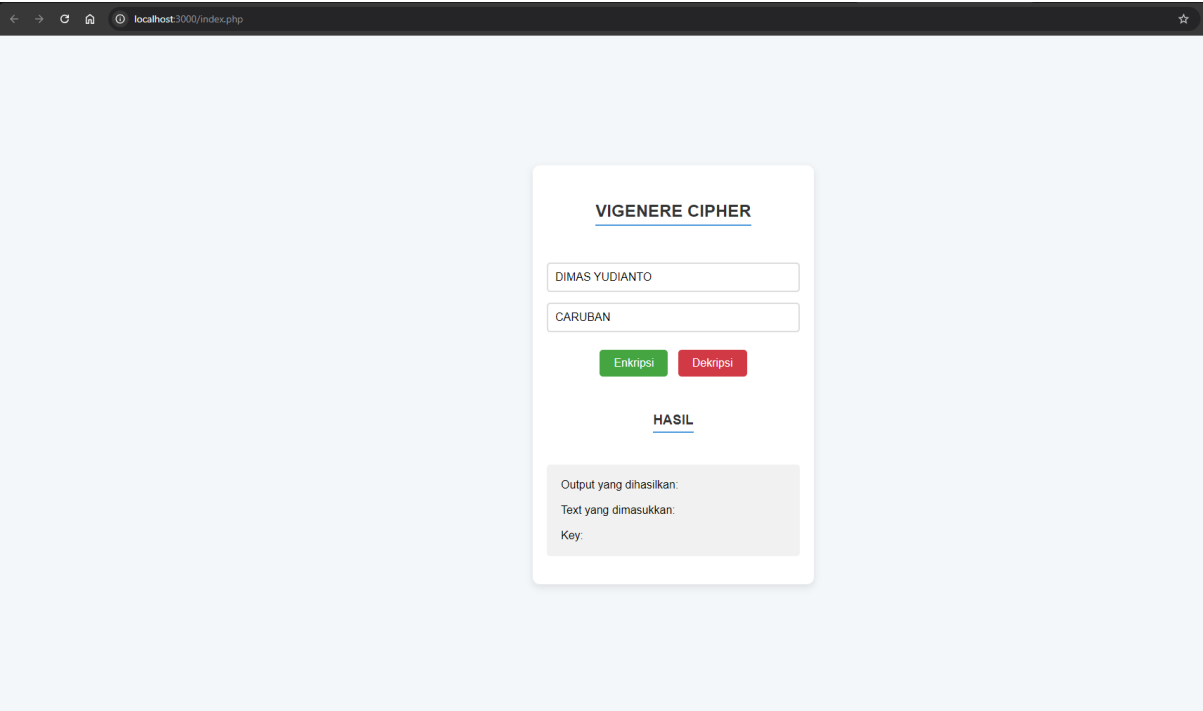 localhost:3000/index.php
VIGENERE CIPHER
DIMAS YUDIANTO
CARUBAN
Enkripsi Dekripsi
HASIL
Output yang dihasilkan:
Text yang dimasukkan:
Key: